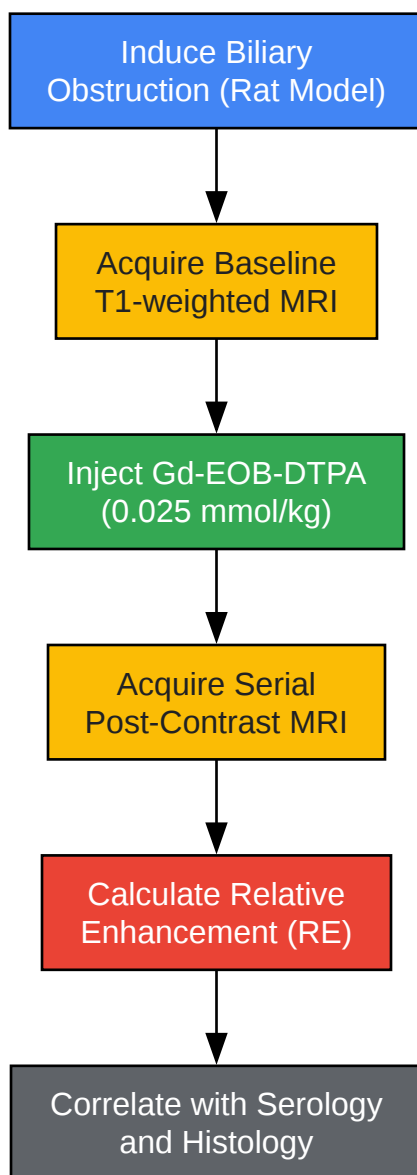 Induce Biliary
Obstruction (Rat Model)
Acquire Baseline
T1-weighted MRI
Inject Gd-EOB-DTPA
(0.025 mmol/kg)
Acquire Serial
Post-Contrast MRI
Calculate Relative
Enhancement (RE)
Correlate with Serology
and Histology